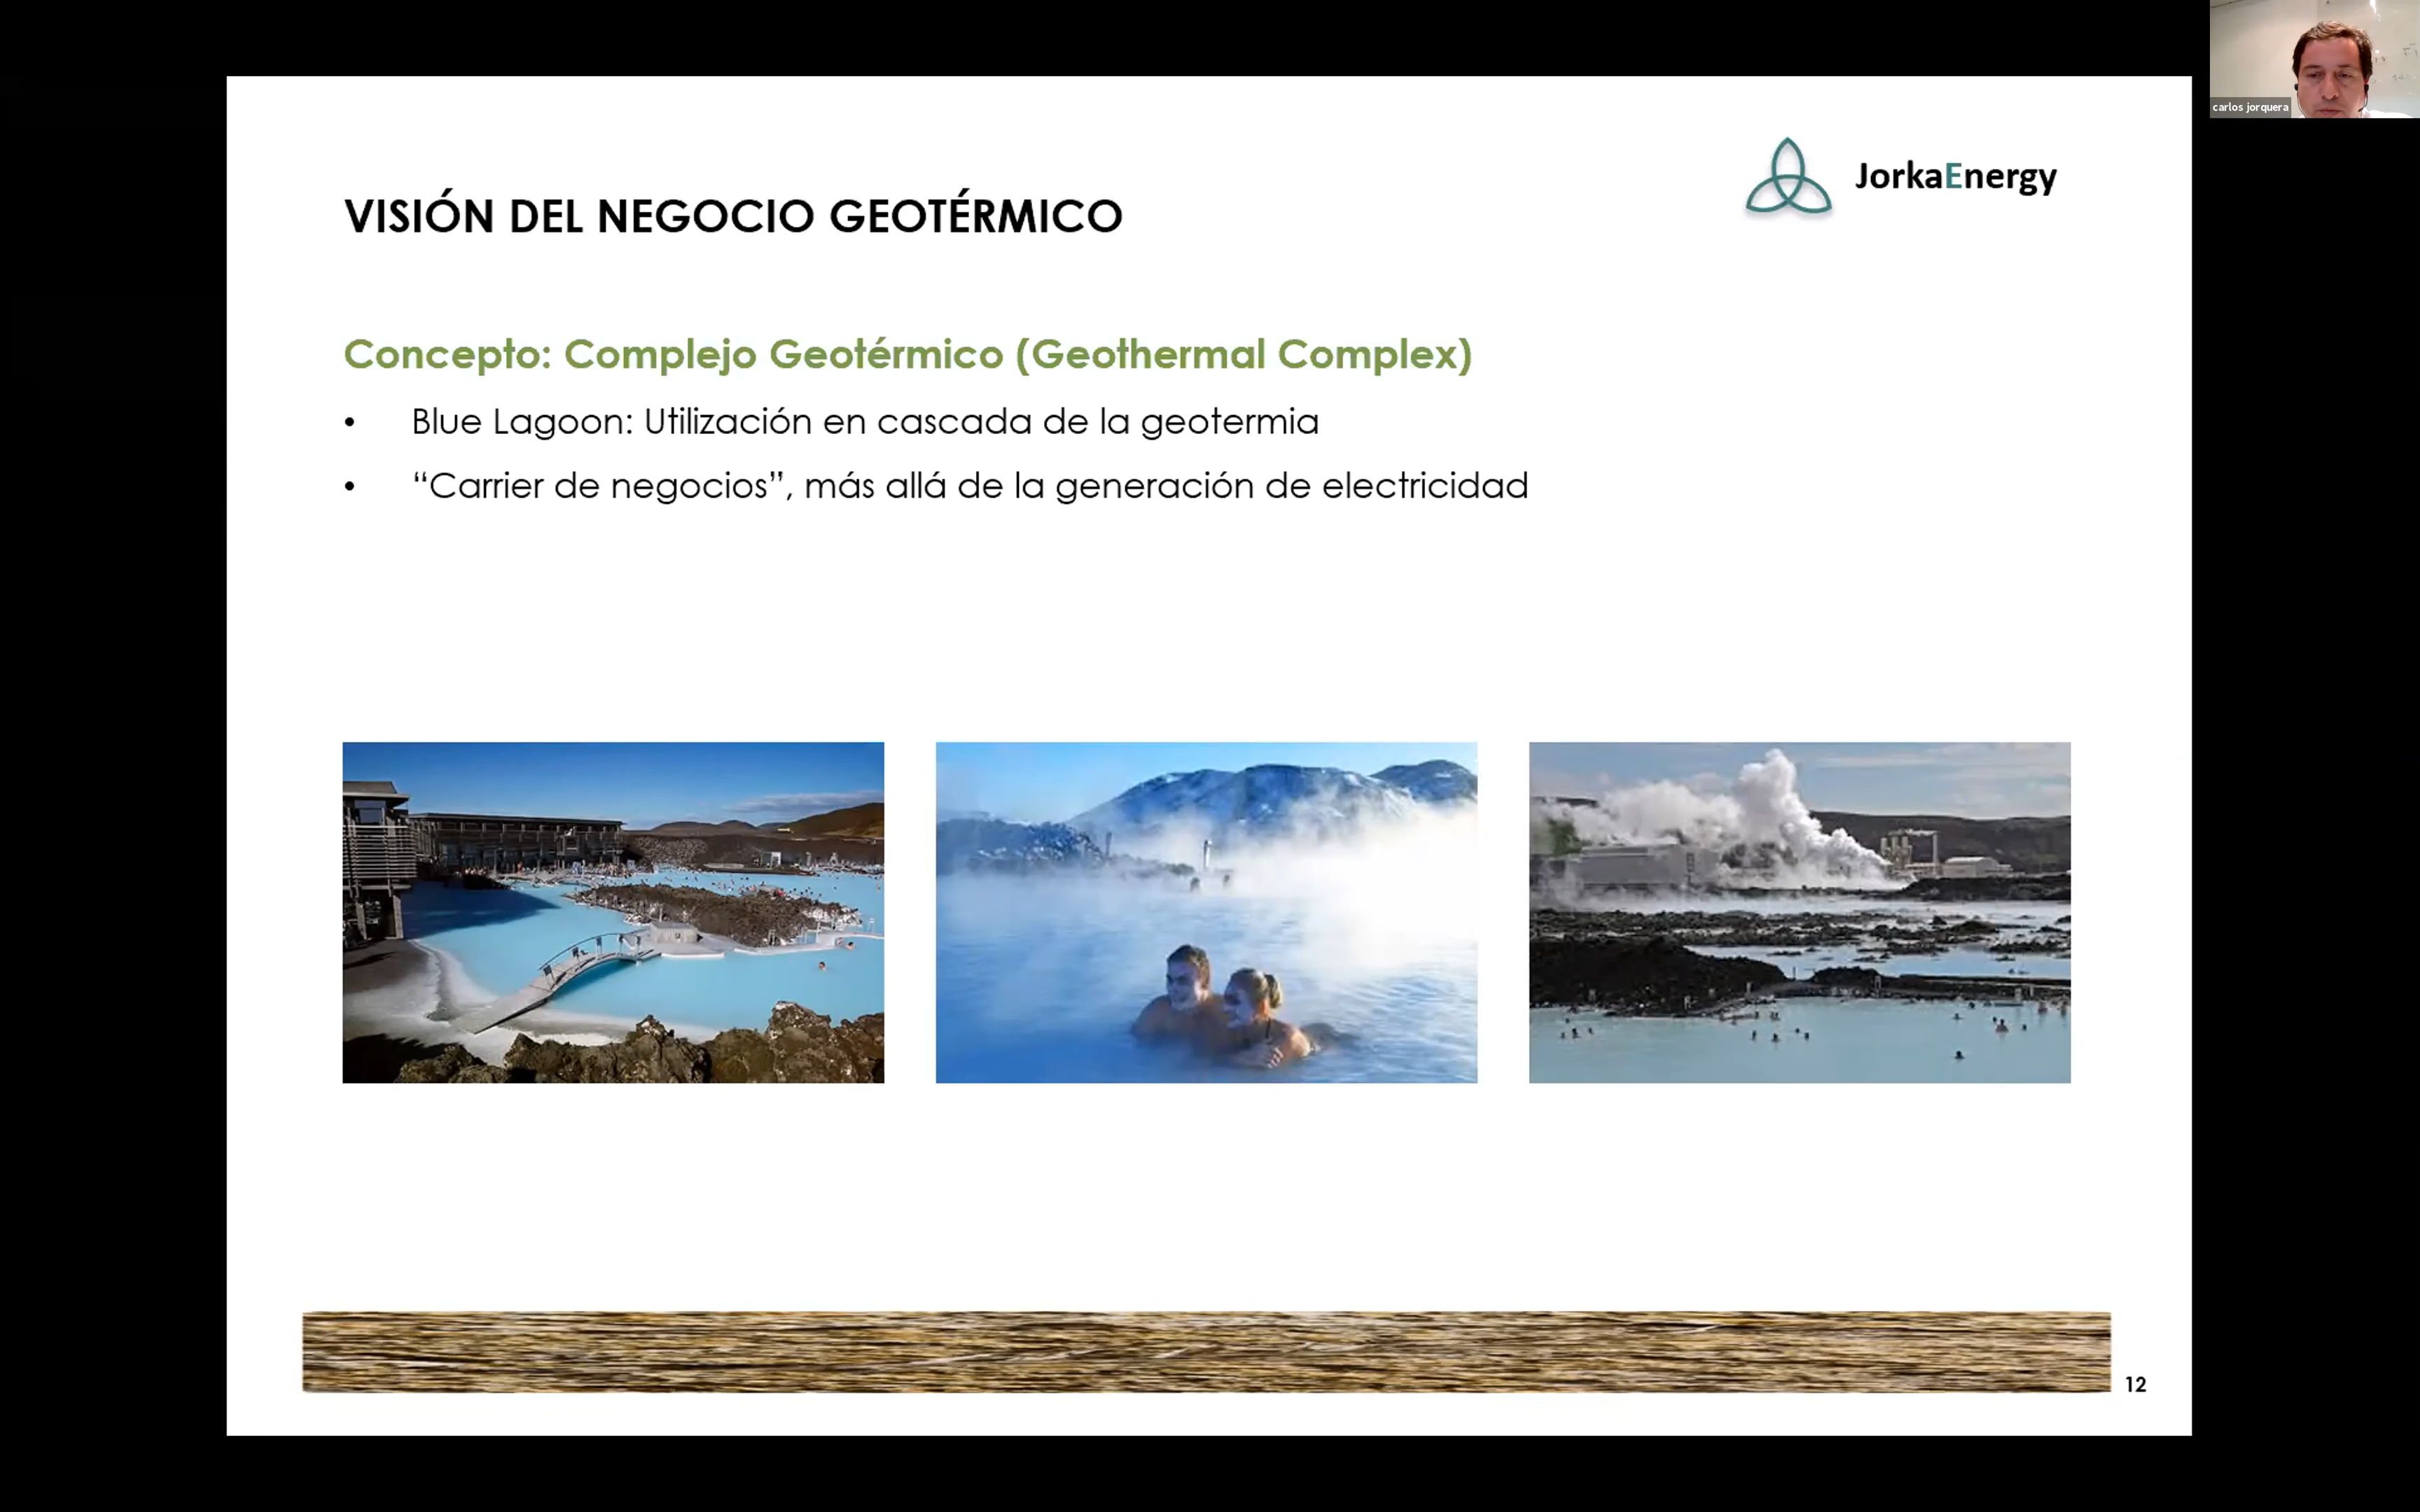 carlos jorquera
JorkaEnergy
VISIÓN DEL NEGOCIO GEOTÉRMICO
Concepto: Complejo Geotérmico (Geothermal Complex)
• Blue Lagoon: Utilización en cascada de la geotermia
• “Carrier de negocios”, más allá de la generación de electricidad
12